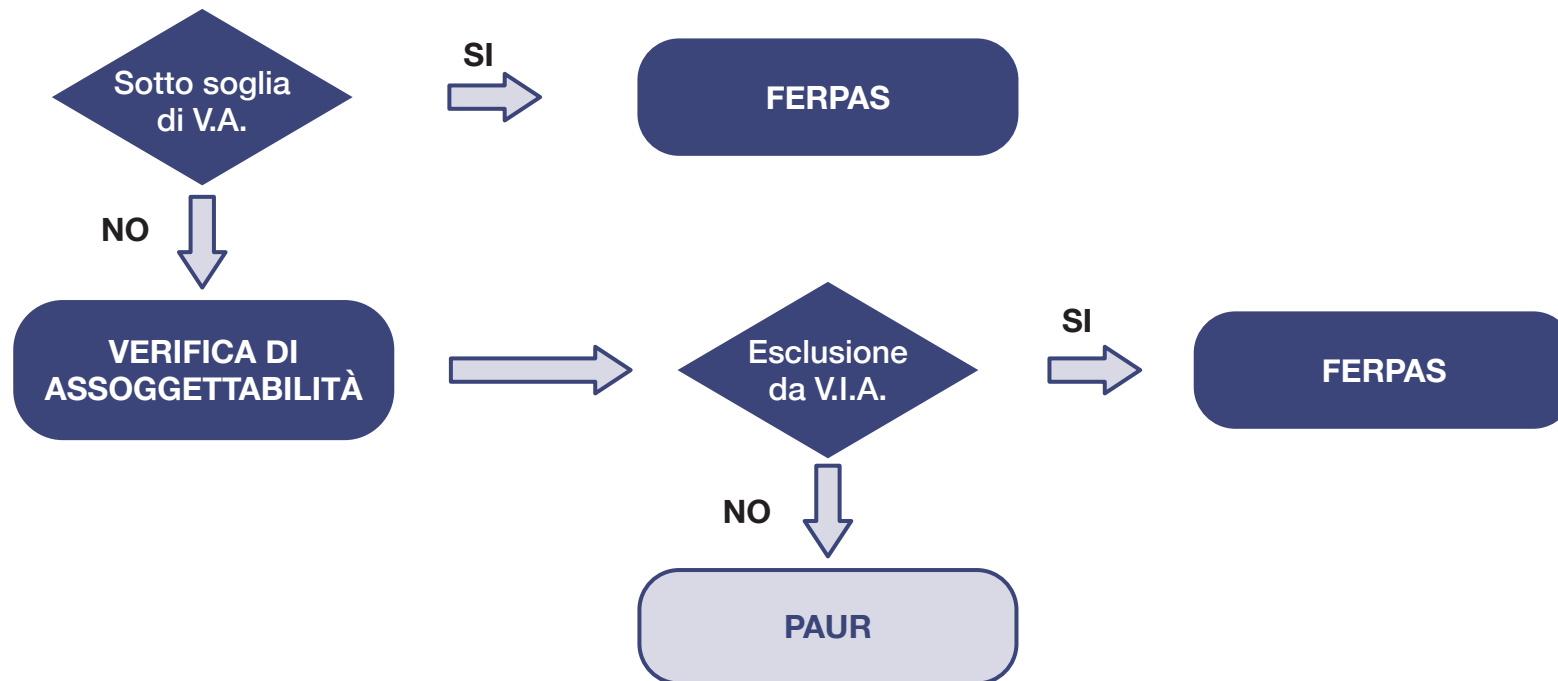 Sotto soglia
di V.A.
SI
FERPAS
NO
VERIFICA DI
ASSOGGETTABILITÀ
Esclusione
da V.I.A.
SI
FERPAS
NO
PAUR